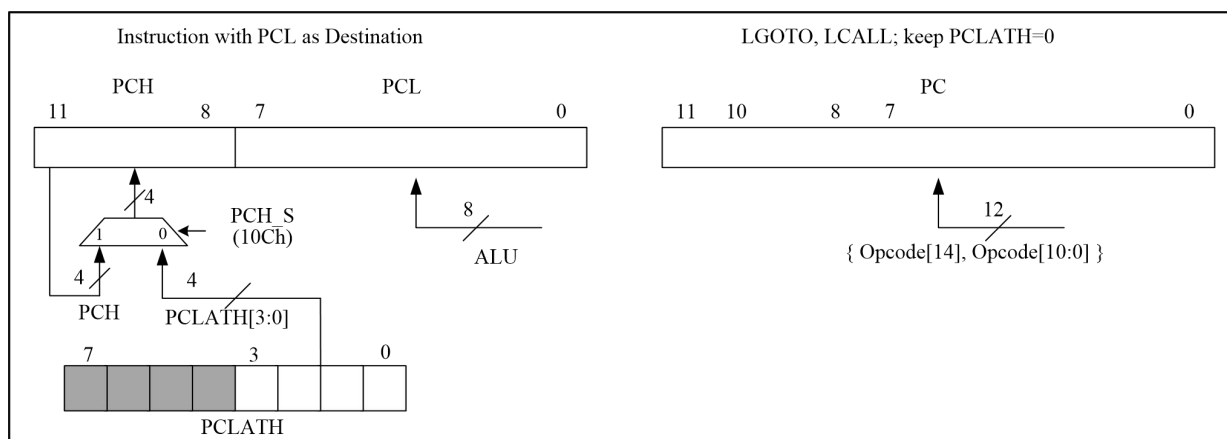 Instruction with PCL as Destination
PCH PCL
11 8 7 0
4
1 0
PCH_S
(10Ch)
8
ALU
4
PCH
4
PCLATH[3:0]
7 3 0
PCLATH
LGOTO, LCALL; keep PCLATH=0
PC
11 10 8 7 0
12
{ Opcode[14], Opcode[10:0] }